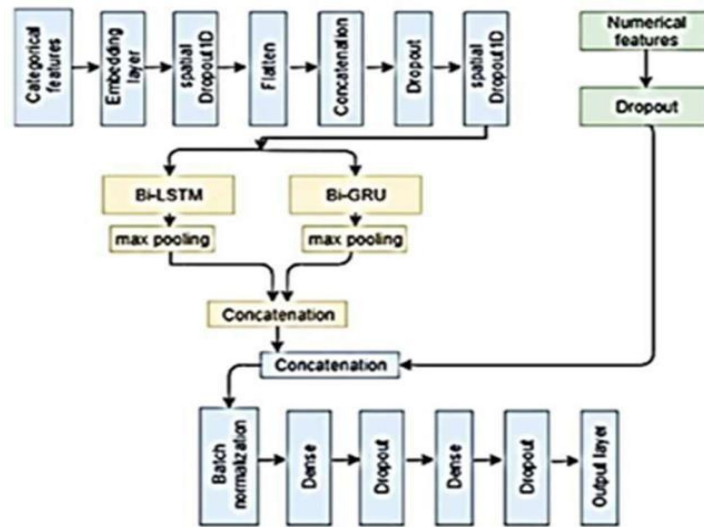 Categorical
features
Embedding
layer
spatial
Dropout1D
Flatten
Concatenation
Dropout
spatial
Dropout1D
Numerical
features
Dropout
Bi-LSTM
Bi-GRU
max pooling
max pooling
Concatenation
Concatenation
Batch
normalization
Dense
Dropout
Dense
Dropout
Output layer